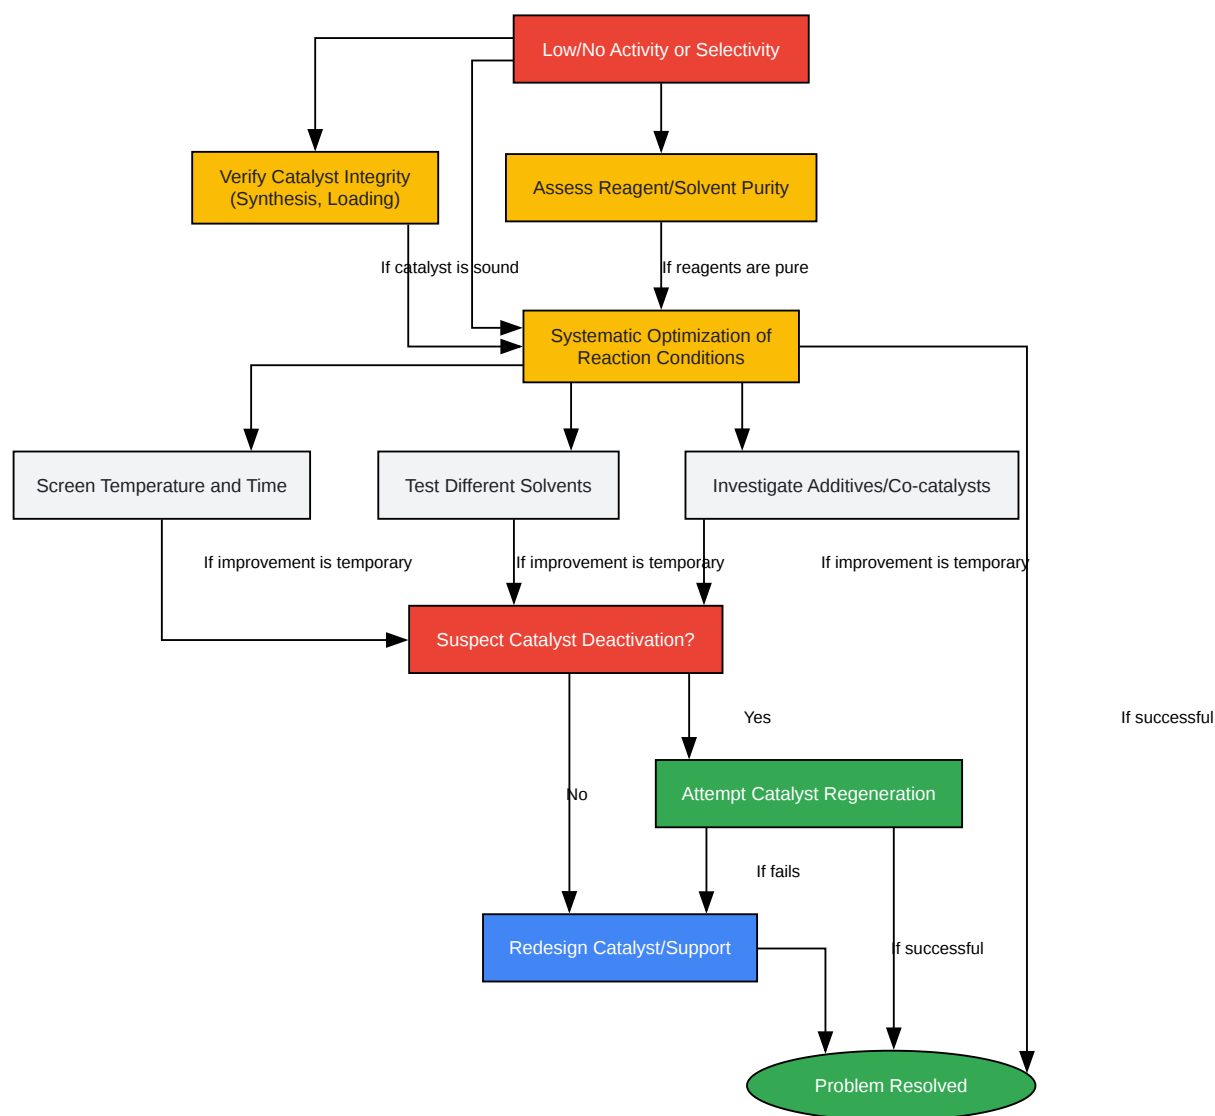 Low/No Activity or Selectivity
Verify Catalyst Integrity
(Synthesis, Loading)
Assess Reagent/Solvent Purity
If catalyst is sound
If reagents are pure
Systematic Optimization of
Reaction Conditions
Screen Temperature and Time
Test Different Solvents
Investigate Additives/Co-catalysts
If improvement is temporary
If improvement is temporary
If improvement is temporary
Suspect Catalyst Deactivation?
Yes
If successful
No
Attempt Catalyst Regeneration
If fails
Redesign Catalyst/Support
If successful
Problem Resolved